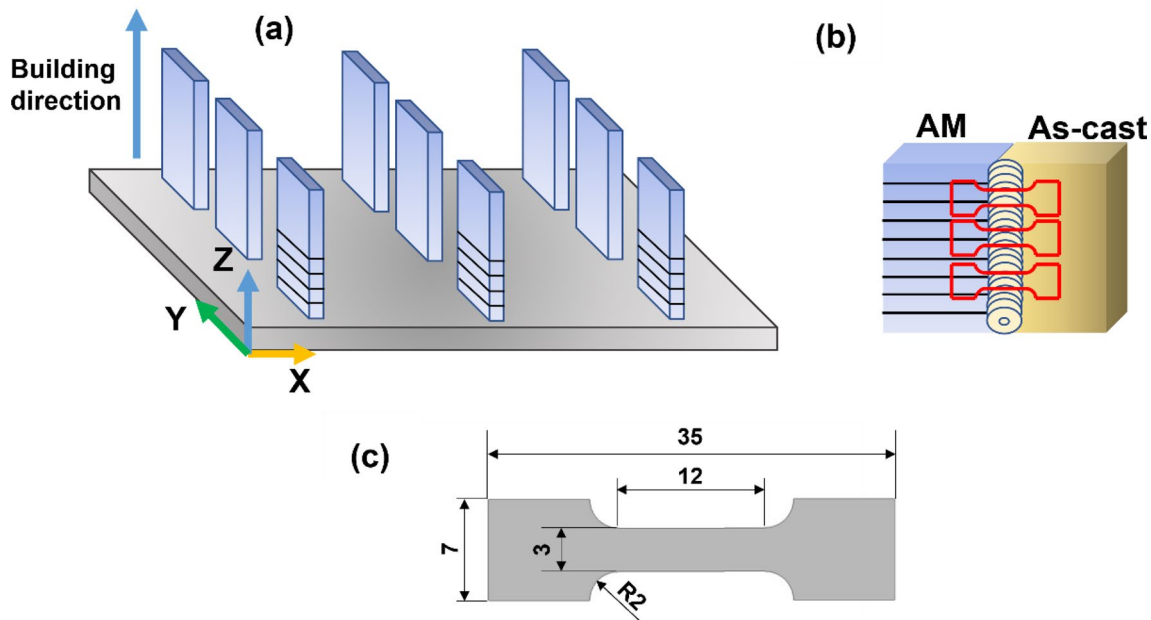 (a)
Building
direction
Z
Y
X
(b)
AM
As-cast
(c)
35
12
7
3
R2